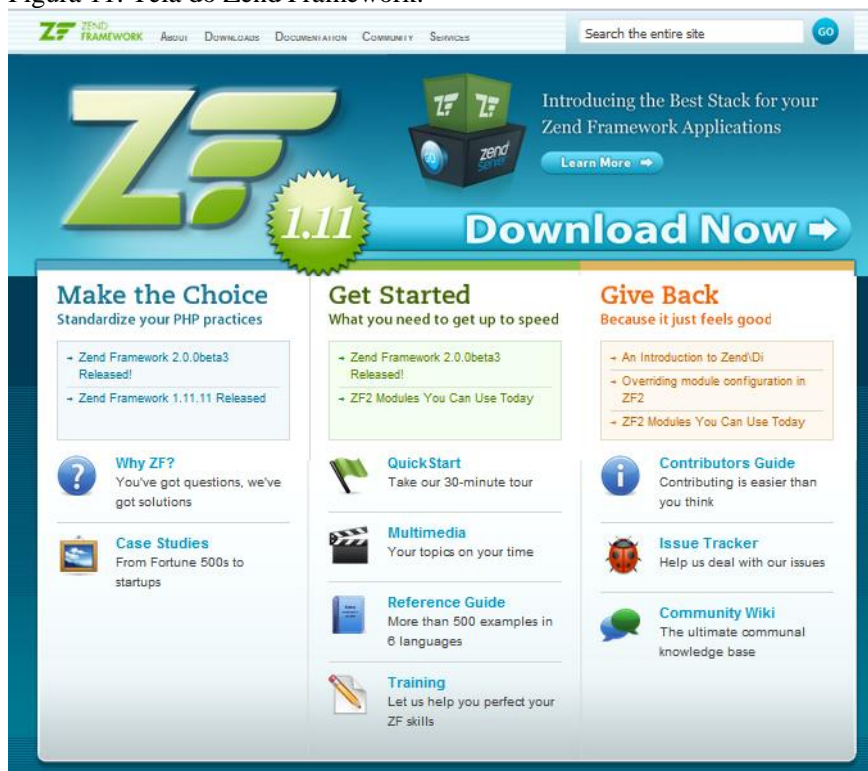 Figura 11: Tela do Zend Framework.
ZF ZEND FRAMEWORK About Downloads Documentation Community Services Search the entire site GO
ZF
1.11
ZF ZF
zend server
Introducing the Best Stack for your
Zend Framework Applications
Learn More
Download Now
Make the Choice
Standardize your PHP practices
Zend Framework 2.0.0beta3
Released!
Zend Framework 1.11.11 Released
Why ZF?
You've got questions, we've
got solutions
Case Studies
From Fortune 500s to
startups
Get Started
What you need to get up to speed
Zend Framework 2.0.0beta3
Released!
ZF2 Modules You Can Use Today
QuickStart
Take our 30-minute tour
Multimedia
Your topics on your time
Reference Guide
More than 500 examples in
6 languages
Training
Let us help you perfect your
ZF skills
Give Back
Because it just feels good
An Introduction to Zend\Di
Overriding module configuration in
ZF2
ZF2 Modules You Can Use Today
Contributors Guide
Contributing is easier than
you think
Issue Tracker
Help us deal with our issues
Community Wiki
The ultimate communal
knowledge base